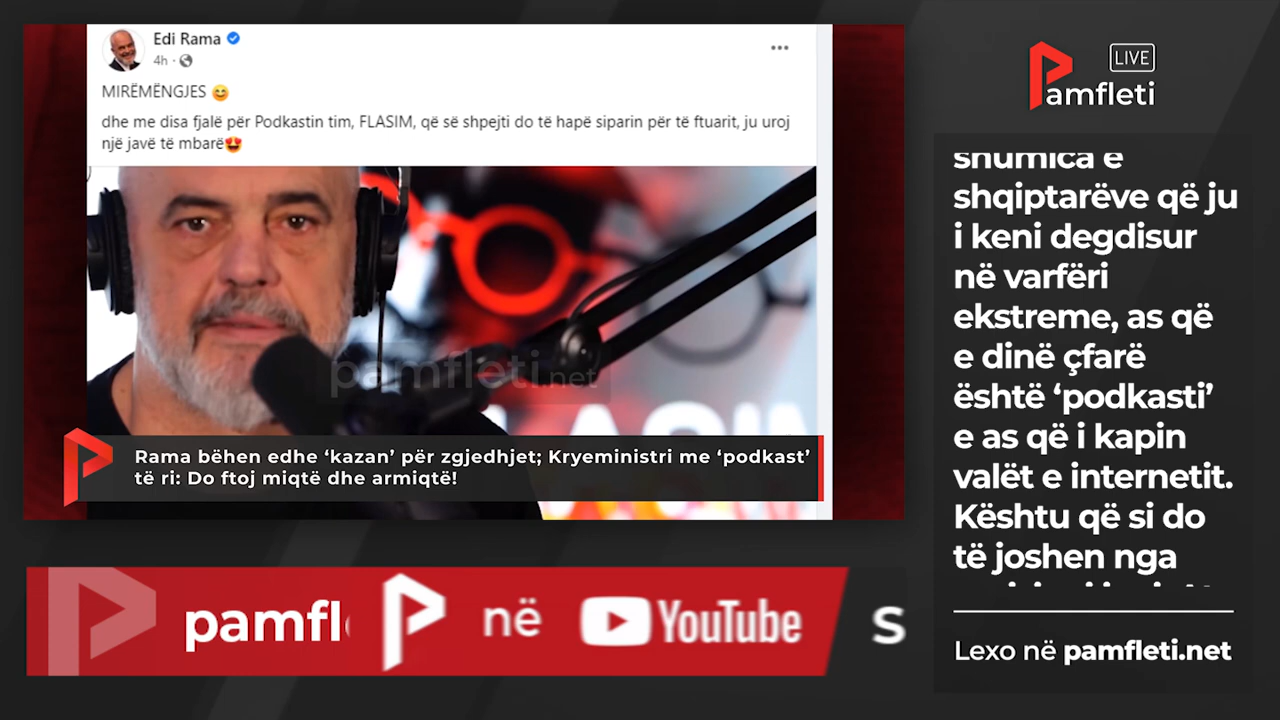 Edi Rama
4h
MIRËMËNGJES
dhe me disa fjalë për Podkastin tim, FLASIM, që së shpejti do të hapë siparin për të ftuarit, ju uroj
një javë të mbarë
pamfleti.net
Rama bëhen edhe ‘kazan’ për zgjedhjet; Kryeministri me ‘podkast’
të ri: Do ftoj miqtë dhe armiqtë!
pamfl
në
YouTube
S
LIVE
Pamfleti
shumica e
shqiptarëve që ju
i keni degdisur
në varfëri
ekstreme, as që
e dinë çfarë
është ‘podkasti’
e as që i kapin
valët e internetit.
Kështu që si do
të joshen nga
Lexo në pamfleti.net